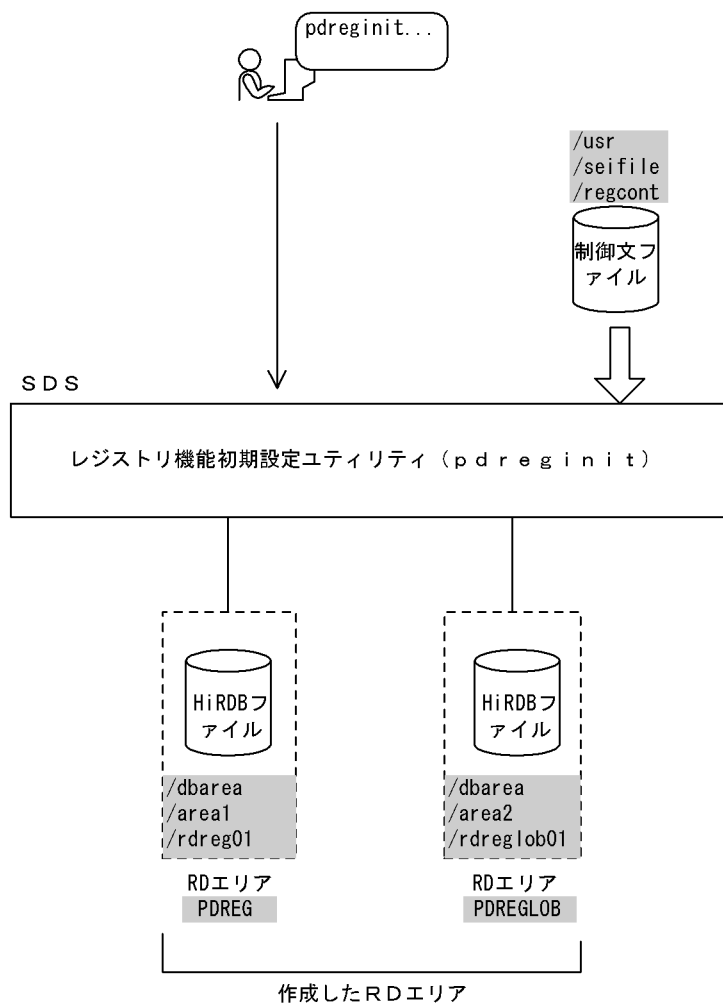 pdreginit...
/usr
/seifile
/regcont
制御文フ
ァイル
ＳＤＳ
レジストリ機能初期設定ユティリティ（ｐｄｒｅｇｉｎｉｔ）
HiRDBフ
ァイル
/dbarea
/area1
/rdreg01
RDエリア
PDREG
HiRDBフ
ァイル
/dbarea
/area2
/rdreglob01
RDエリア
PDREGLOB
作成したＲＤエリア